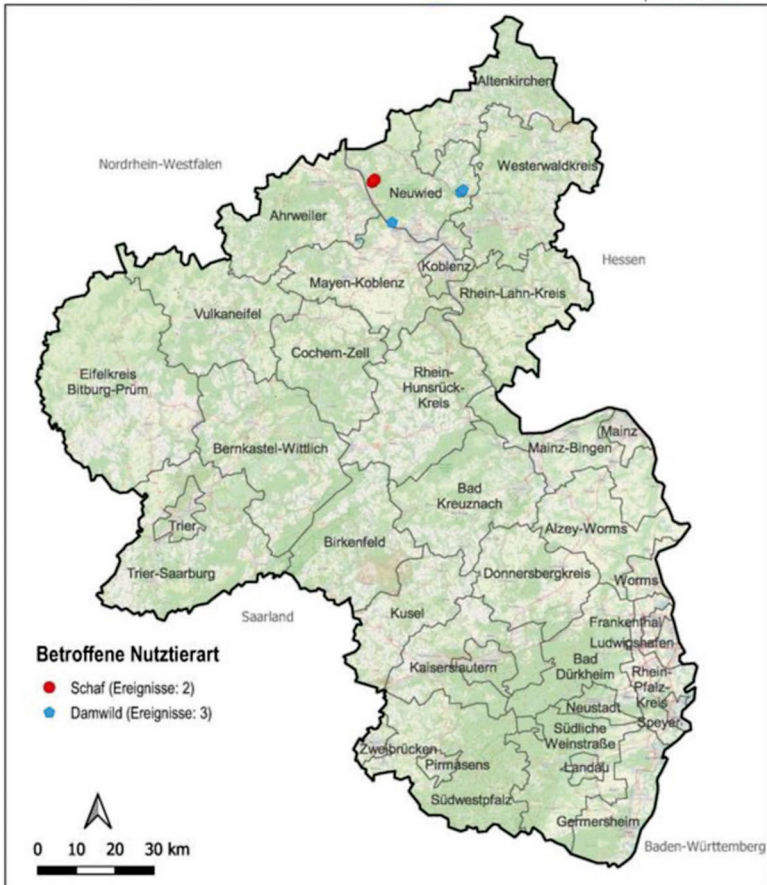 Altenkirchen
Nordrhein-Westfalen
Westerwaldkreis
Neuwied
Ahrweiler
Hessen
Koblenz
Mayen-Koblenz
Rhein-Lahn-Kreis
Vulkaneifel
Cochem-Zell
Eifelkreis
Bitburg-Prüm
Rhein-
Hunsrück-
Kreis
Mainz
Mainz-Bingen
Bernkastel-Wittlich
Bad
Kreuznach
Trier
Alzey-Worms
Birkenfeld
Trier-Saarburg
Donnersbergkreis
Worms
Saarland
Kusel
Frankenthal
Ludwigshafen
Kaiserslautern
Bad
Dürkheim
Rhein-
Pfalz-
Kreis
Neustadt
Speyer
Südliche
Weinstraße
Zweibrücken
Pirmasens
Landau
Südwestpfalz
Germersheim
Baden-Württemberg
Betroffene Nutztierart
Schaf (Ereignisse: 2)
Damwild (Ereignisse: 3)
0 10 20 30 km